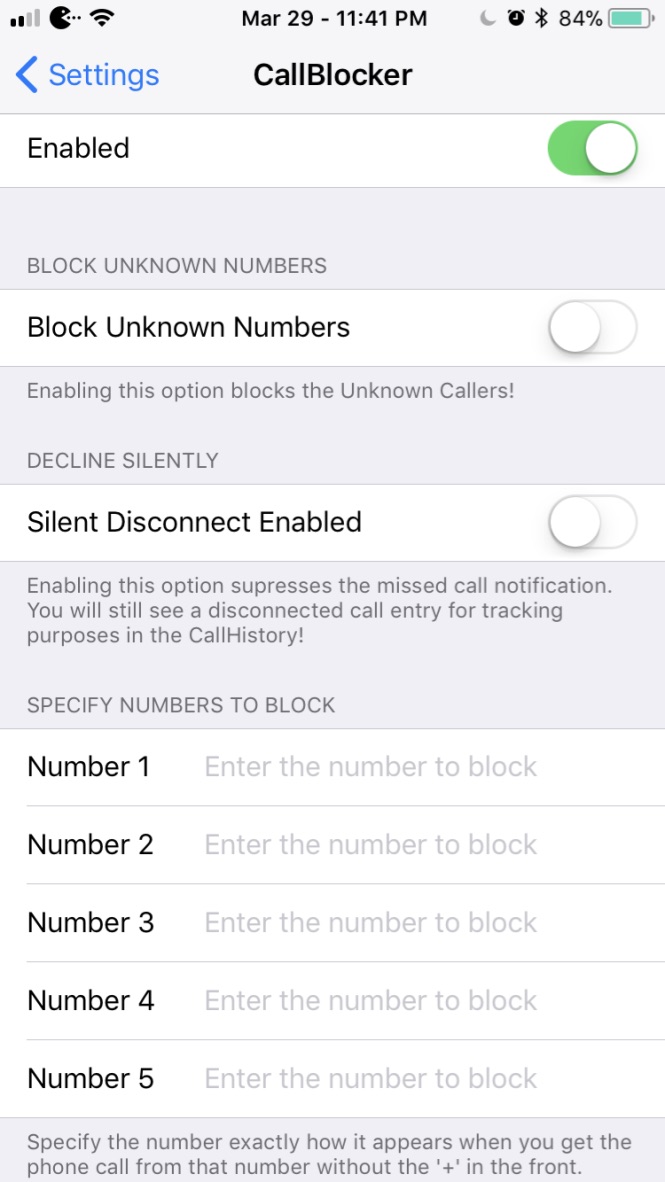 Mar 29 - 11:41 PM 84%
Settings CallBlocker
Enabled
BLOCK UNKNOWN NUMBERS
Block Unknown Numbers
Enabling this option blocks the Unknown Callers!
DECLINE SILENTLY
Silent Disconnect Enabled
Enabling this option supresses the missed call notification.
You will still see a disconnected call entry for tracking
purposes in the CallHistory!
SPECIFY NUMBERS TO BLOCK
Number 1 Enter the number to block
Number 2 Enter the number to block
Number 3 Enter the number to block
Number 4 Enter the number to block
Number 5 Enter the number to block
Specify the number exactly how it appears when you get the
phone call from that number without the '+' in the front.